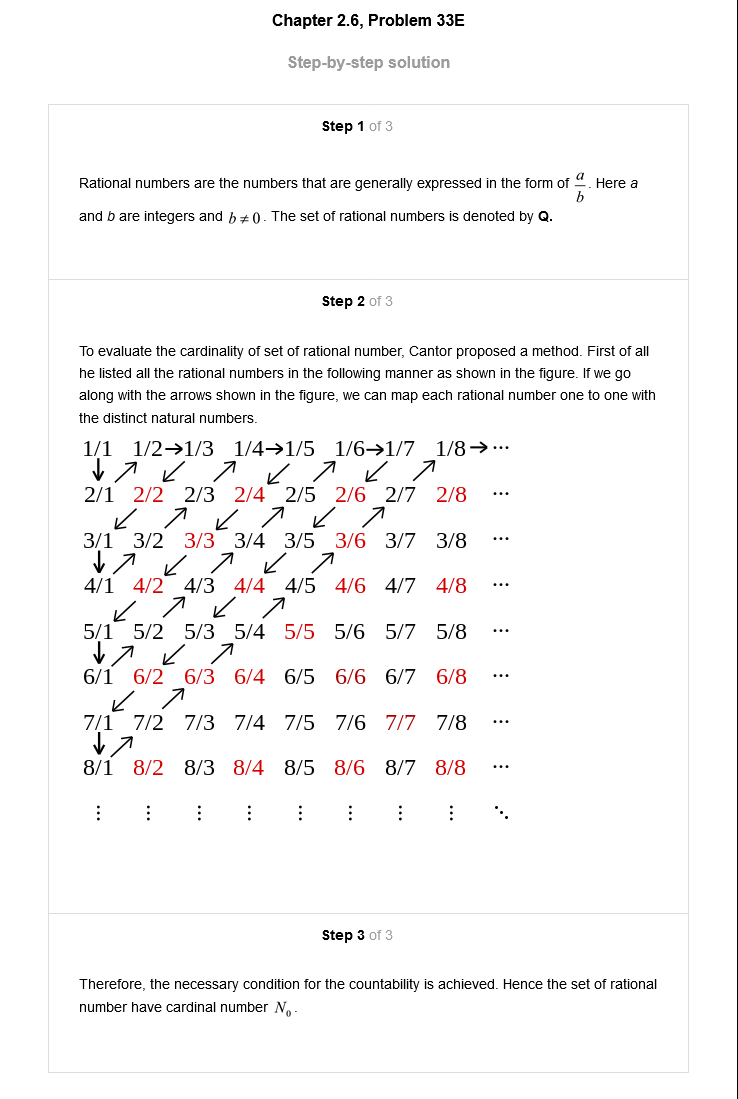 Chapter 2.6, Problem 33E
Step-by-step solution
Step 1 of 3
Rational numbers are the numbers that are generally expressed in the form of a/b. Here a
and b are integers and b ≠ 0. The set of rational numbers is denoted by Q.
Step 2 of 3
To evaluate the cardinality of set of rational number, Cantor proposed a method. First of all
he listed all the rational numbers in the following manner as shown in the figure. If we go
along with the arrows shown in the figure, we can map each rational number one to one with
the distinct natural numbers.
1/1 1/2→1/3 1/4→1/5 1/6→1/7 1/8→···
2/1 2/2 2/3 2/4 2/5 2/6 2/7 2/8 ···
3/1 3/2 3/3 3/4 3/5 3/6 3/7 3/8 ···
4/1 4/2 4/3 4/4 4/5 4/6 4/7 4/8 ···
5/1 5/2 5/3 5/4 5/5 5/6 5/7 5/8 ···
6/1 6/2 6/3 6/4 6/5 6/6 6/7 6/8 ···
7/1 7/2 7/3 7/4 7/5 7/6 7/7 7/8 ···
8/1 8/2 8/3 8/4 8/5 8/6 8/7 8/8 ···
⋮ ⋮ ⋮ ⋮ ⋮ ⋮ ⋮ ⋮ ⋱
Step 3 of 3
Therefore, the necessary condition for the countability is achieved. Hence the set of rational
number have cardinal number N₀.